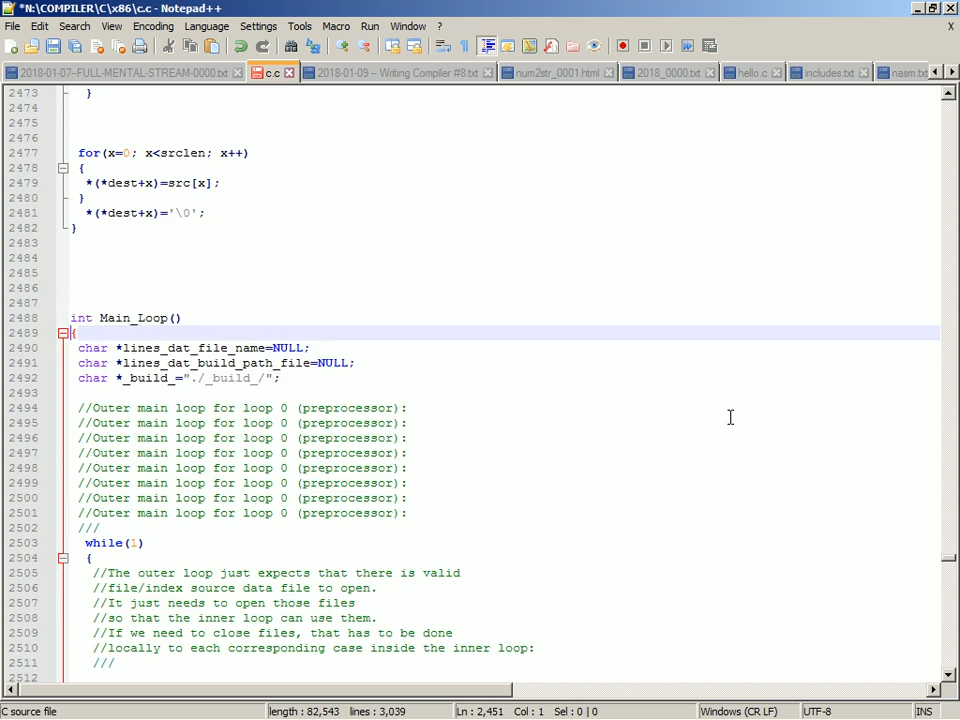 *N:\COMPILER\C\x86\c.c - Notepad++
File Edit Search View Encoding Language Settings Tools Macro Run Window ? X
2018-01-07-FULL-MENTAL-STREAM-0000.txt c.c 2018-01-09 – Writing Compiler #8.txt num2str_0001.html 2018_0000.txt hello.c includes.txt nasm.txt
2473 }
2474
2475
2476
2477 for(x=0; x<srclen; x++)
2478 {
2479 *(*dest+x)=src[x];
2480 }
2481 *(*dest+x)='\0';
2482 }
2483
2484
2485
2486
2487
2488 int Main_Loop()
2489 {
2490 char *lines_dat_file_name=NULL;
2491 char *lines_dat_build_path_file=NULL;
2492 char *_build_="./_build_/";
2493
2494 //Outer main loop for loop 0 (preprocessor):
2495 //Outer main loop for loop 0 (preprocessor):
2496 //Outer main loop for loop 0 (preprocessor):
2497 //Outer main loop for loop 0 (preprocessor):
2498 //Outer main loop for loop 0 (preprocessor):
2499 //Outer main loop for loop 0 (preprocessor):
2500 //Outer main loop for loop 0 (preprocessor):
2501 //Outer main loop for loop 0 (preprocessor):
2502 ///
2503 while(1)
2504 {
2505 //The outer loop just expects that there is valid
2506 //file/index source data file to open.
2507 //It just needs to open those files
2508 //so that the inner loop can use them.
2509 //If we need to close files, that has to be done
2510 //locally to each corresponding case inside the inner loop:
2511 ///
2512
C source file length : 82,543 lines : 3,039 Ln : 2,451 Col : 1 Sel : 0 | 0 Windows (CR LF) UTF-8 INS